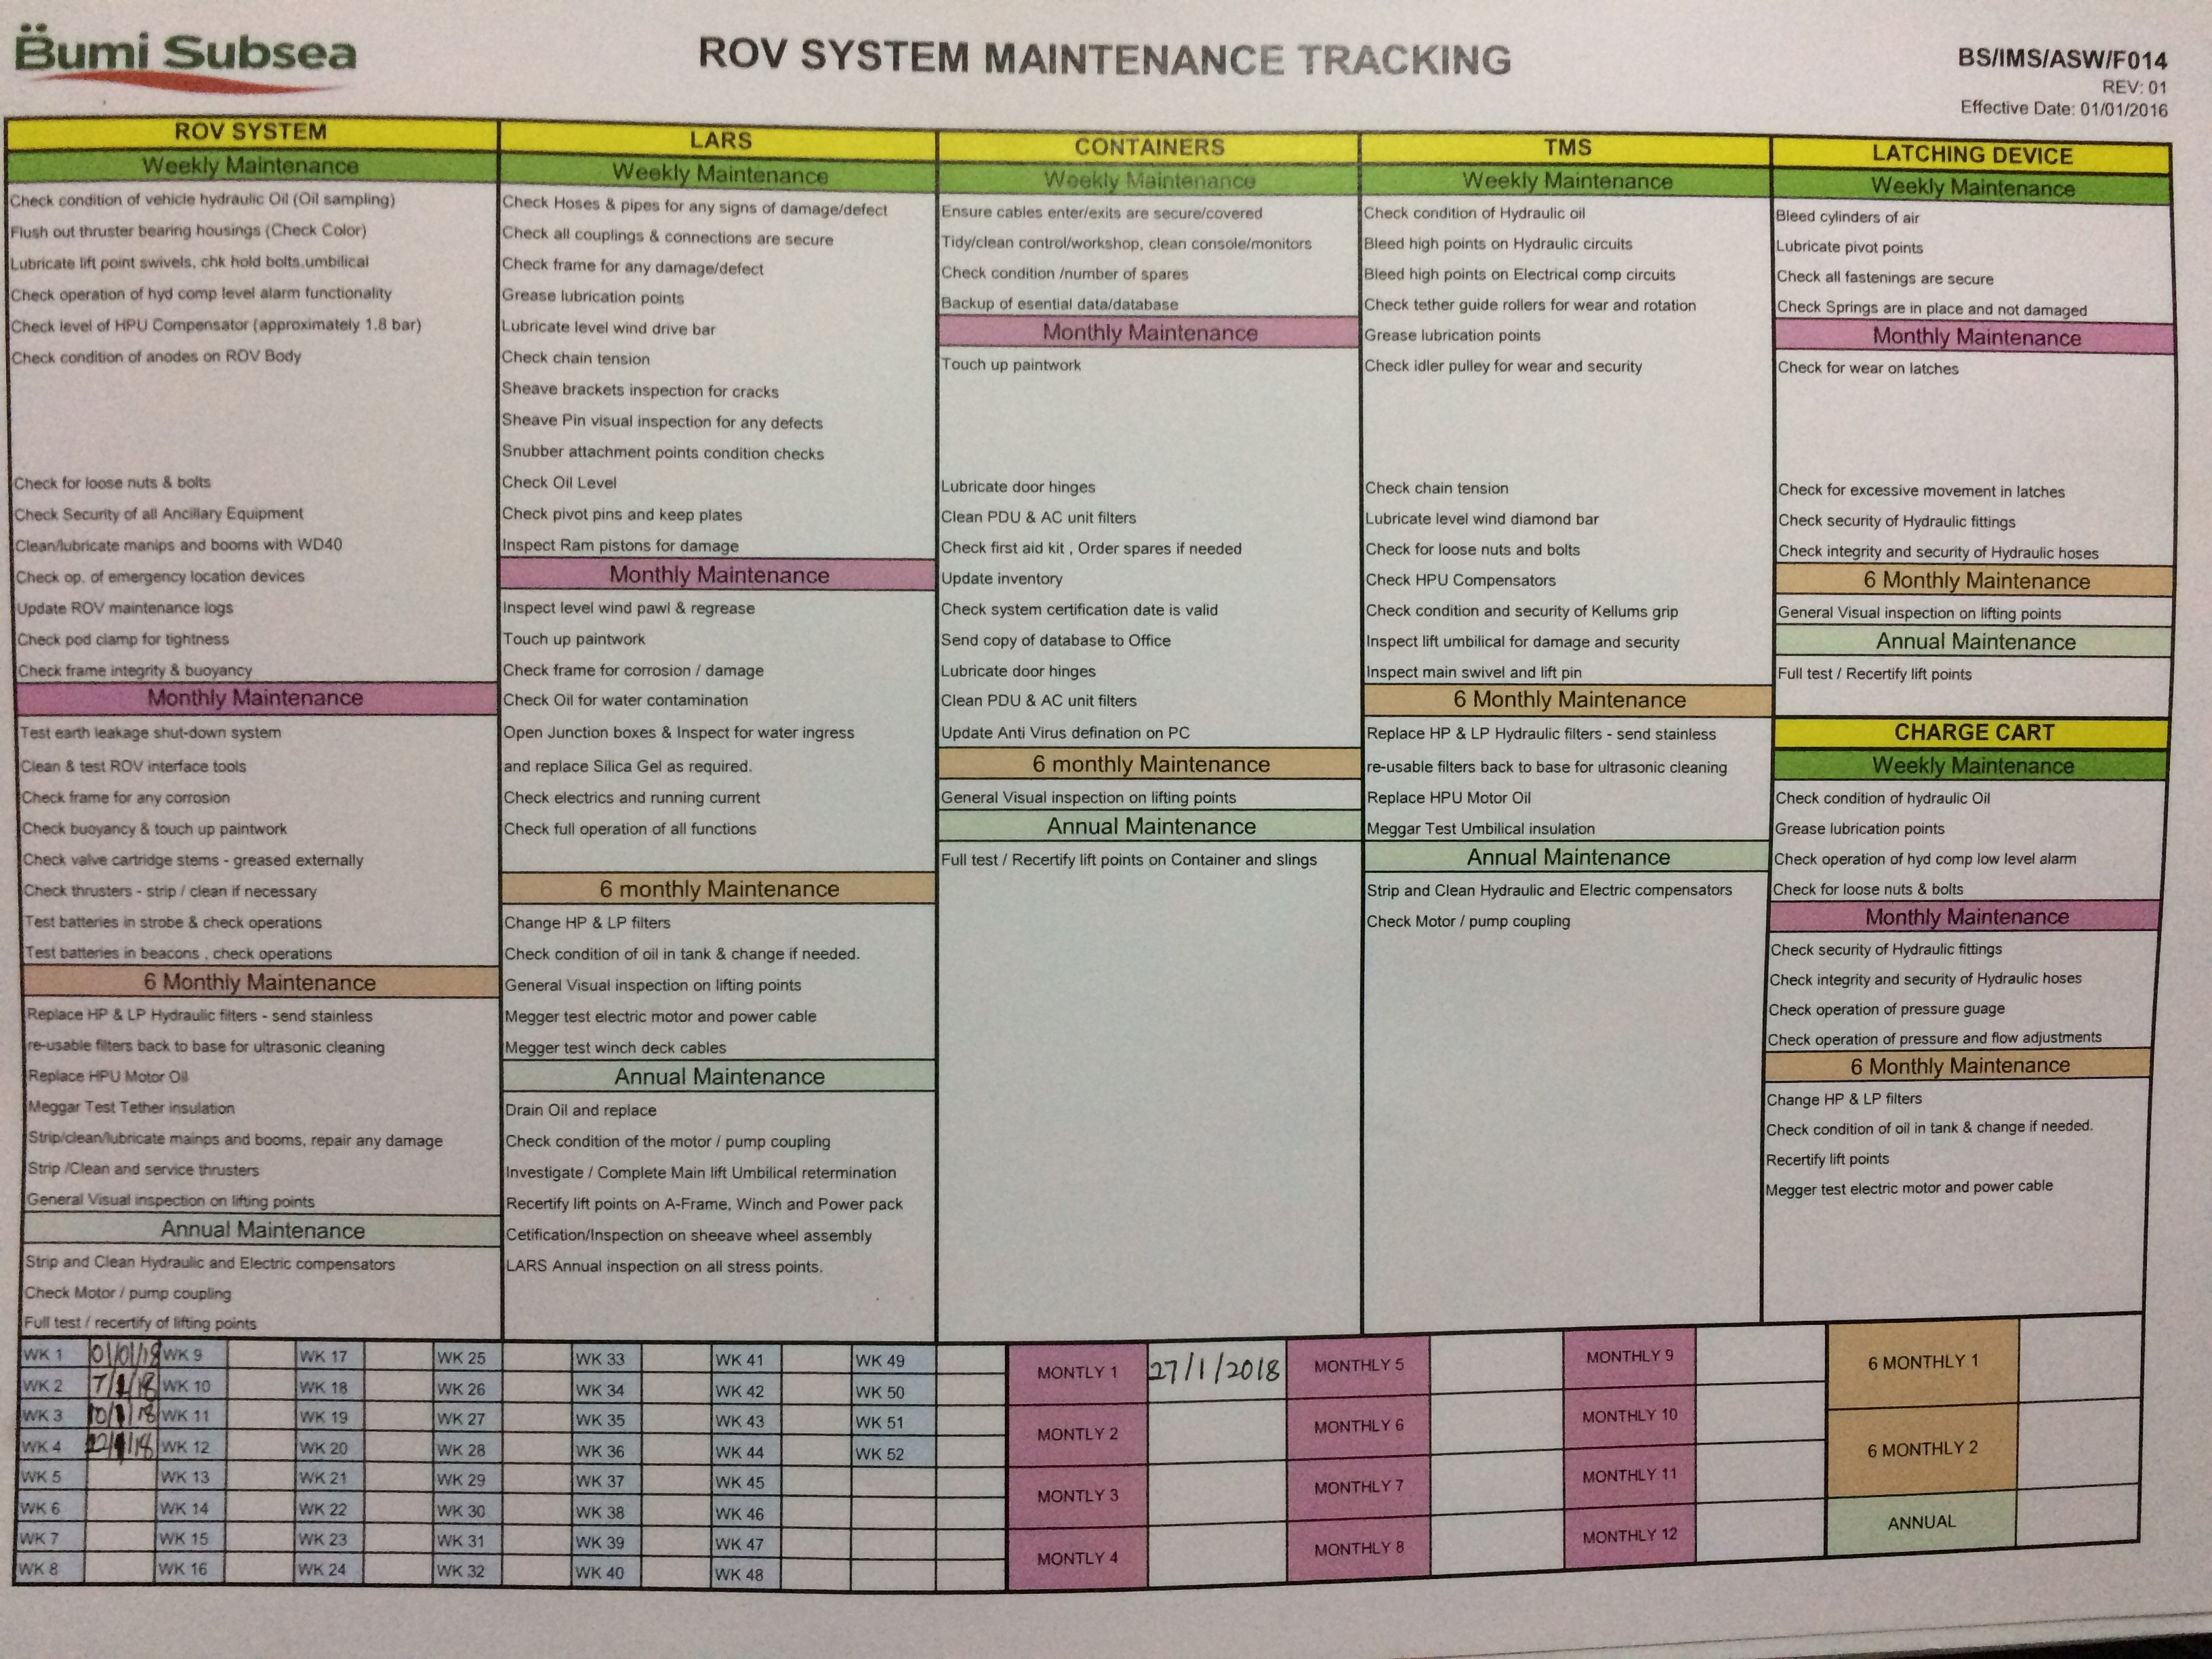 Bumi Subsea
ROV SYSTEM MAINTENANCE TRACKING
BS/IMS/ASW/F014
REV: 01
Effective Date: 01/01/2016
ROV SYSTEM
Weekly Maintenance
Check condition of vehicle hydraulic Oil (Oil sampling)
Flush out thruster bearing housings (Check Color)
Lubricate lift point swivels, chk hold bolts.umbilical
Check operation of hyd comp level alarm functionality
Check level of HPU Compensator (approximately 1.8 bar)
Check condition of anodes on ROV Body
Check for loose nuts & bolts
Check Security of all Ancillary Equipment
Clean/lubricate manips and booms with WD40
Check op. of emergency location devices
Update ROV maintenance logs
Check pod clamp for tightness
Check frame integrity & buoyancy
Monthly Maintenance
Test earth leakage shut-down system
Clean & test ROV interface tools
Check frame for any corrosion
Check buoyancy & touch up paintwork
Check valve cartridge stems - greased externally
Check thrusters - strip / clean if necessary
Test batteries in strobe & check operations
Test batteries in beacons , check operations
6 Monthly Maintenance
Replace HP & LP Hydraulic filters - send stainless
re-usable filters back to base for ultrasonic cleaning
Replace HPU Motor Oil
Meggar Test Tether insulation
Strip/clean/lubricate mainps and booms, repair any damage
Strip /Clean and service thrusters
General Visual inspection on lifting points
Annual Maintenance
Strip and Clean Hydraulic and Electric compensators
Check Motor / pump coupling
Full test / recertify of lifting points
LARS
Weekly Maintenance
Check Hoses & pipes for any signs of damage/defect
Check all couplings & connections are secure
Check frame for any damage/defect
Grease lubrication points
Lubricate level wind drive bar
Check chain tension
Sheave brackets inspection for cracks
Sheave Pin visual inspection for any defects
Snubber attachment points condition checks
Check Oil Level
Check pivot pins and keep plates
Inspect Ram pistons for damage
Monthly Maintenance
Inspect level wind pawl & regrease
Touch up paintwork
Check frame for corrosion / damage
Check Oil for water contamination
Open Junction boxes & Inspect for water ingress
and replace Silica Gel as required.
Check electrics and running current
Check full operation of all functions
6 monthly Maintenance
Change HP & LP filters
Check condition of oil in tank & change if needed.
General Visual inspection on lifting points
Megger test electric motor and power cable
Megger test winch deck cables
Annual Maintenance
Drain Oil and replace
Check condition of the motor / pump coupling
Investigate / Complete Main lift Umbilical retermination
Recertify lift points on A-Frame, Winch and Power pack
Cetification/Inspection on sheeave wheel assembly
LARS Annual inspection on all stress points.
CONTAINERS
Weekly Maintenance
Ensure cables enter/exits are secure/covered
Tidy/clean control/workshop, clean console/monitors
Check condition /number of spares
Backup of esential data/database
Monthly Maintenance
Touch up paintwork
Lubricate door hinges
Clean PDU & AC unit filters
Check first aid kit , Order spares if needed
Update inventory
Check system certification date is valid
Send copy of database to Office
Lubricate door hinges
Clean PDU & AC unit filters
Update Anti Virus defination on PC
6 monthly Maintenance
General Visual inspection on lifting points
Annual Maintenance
Full test / Recertify lift points on Container and slings
TMS
Weekly Maintenance
Check condition of Hydraulic oil
Bleed high points on Hydraulic circuits
Bleed high points on Electrical comp circuits
Check tether guide rollers for wear and rotation
Grease lubrication points
Check idler pulley for wear and security
Check chain tension
Lubricate level wind diamond bar
Check for loose nuts and bolts
Check HPU Compensators
Check condition and security of Kellums grip
Inspect lift umbilical for damage and security
Inspect main swivel and lift pin
6 Monthly Maintenance
Replace HP & LP Hydraulic filters - send stainless
re-usable filters back to base for ultrasonic cleaning
Replace HPU Motor Oil
Meggar Test Umbilical insulation
Annual Maintenance
Strip and Clean Hydraulic and Electric compensators
Check Motor / pump coupling
LATCHING DEVICE
Weekly Maintenance
Bleed cylinders of air
Lubricate pivot points
Check all fastenings are secure
Check Springs are in place and not damaged
Monthly Maintenance
Check for wear on latches
Check for excessive movement in latches
Check security of Hydraulic fittings
Check integrity and security of Hydraulic hoses
6 Monthly Maintenance
General Visual inspection on lifting points
Annual Maintenance
Full test / Recertify lift points
CHARGE CART
Weekly Maintenance
Check condition of hydraulic Oil
Grease lubrication points
Check operation of hyd comp low level alarm
Check for loose nuts & bolts
Monthly Maintenance
Check security of Hydraulic fittings
Check integrity and security of Hydraulic hoses
Check operation of pressure guage
Check operation of pressure and flow adjustments
6 Monthly Maintenance
Change HP & LP filters
Check condition of oil in tank & change if needed.
Recertify lift points
Megger test electric motor and power cable
WK 1 WK 9 WK 17 WK 25 WK 33 WK 41 WK 49 MONTLY 1 27/1/2018 MONTHLY 5 MONTHLY 9 6 MONTHLY 1
WK 2 WK 10 WK 18 WK 26 WK 34 WK 42 WK 50
WK 3 WK 11 WK 19 WK 27 WK 35 WK 43 WK 51 MONTLY 2 MONTHLY 6 MONTHLY 10
WK 4 WK 12 WK 20 WK 28 WK 36 WK 44 WK 52
WK 5 WK 13 WK 21 WK 29 WK 37 WK 45 MONTLY 3 MONTHLY 7 MONTHLY 11 6 MONTHLY 2
WK 6 WK 14 WK 22 WK 30 WK 38 WK 46
WK 7 WK 15 WK 23 WK 31 WK 39 WK 47 MONTLY 4 MONTHLY 8 MONTHLY 12 ANNUAL
WK 8 WK 16 WK 24 WK 32 WK 40 WK 48